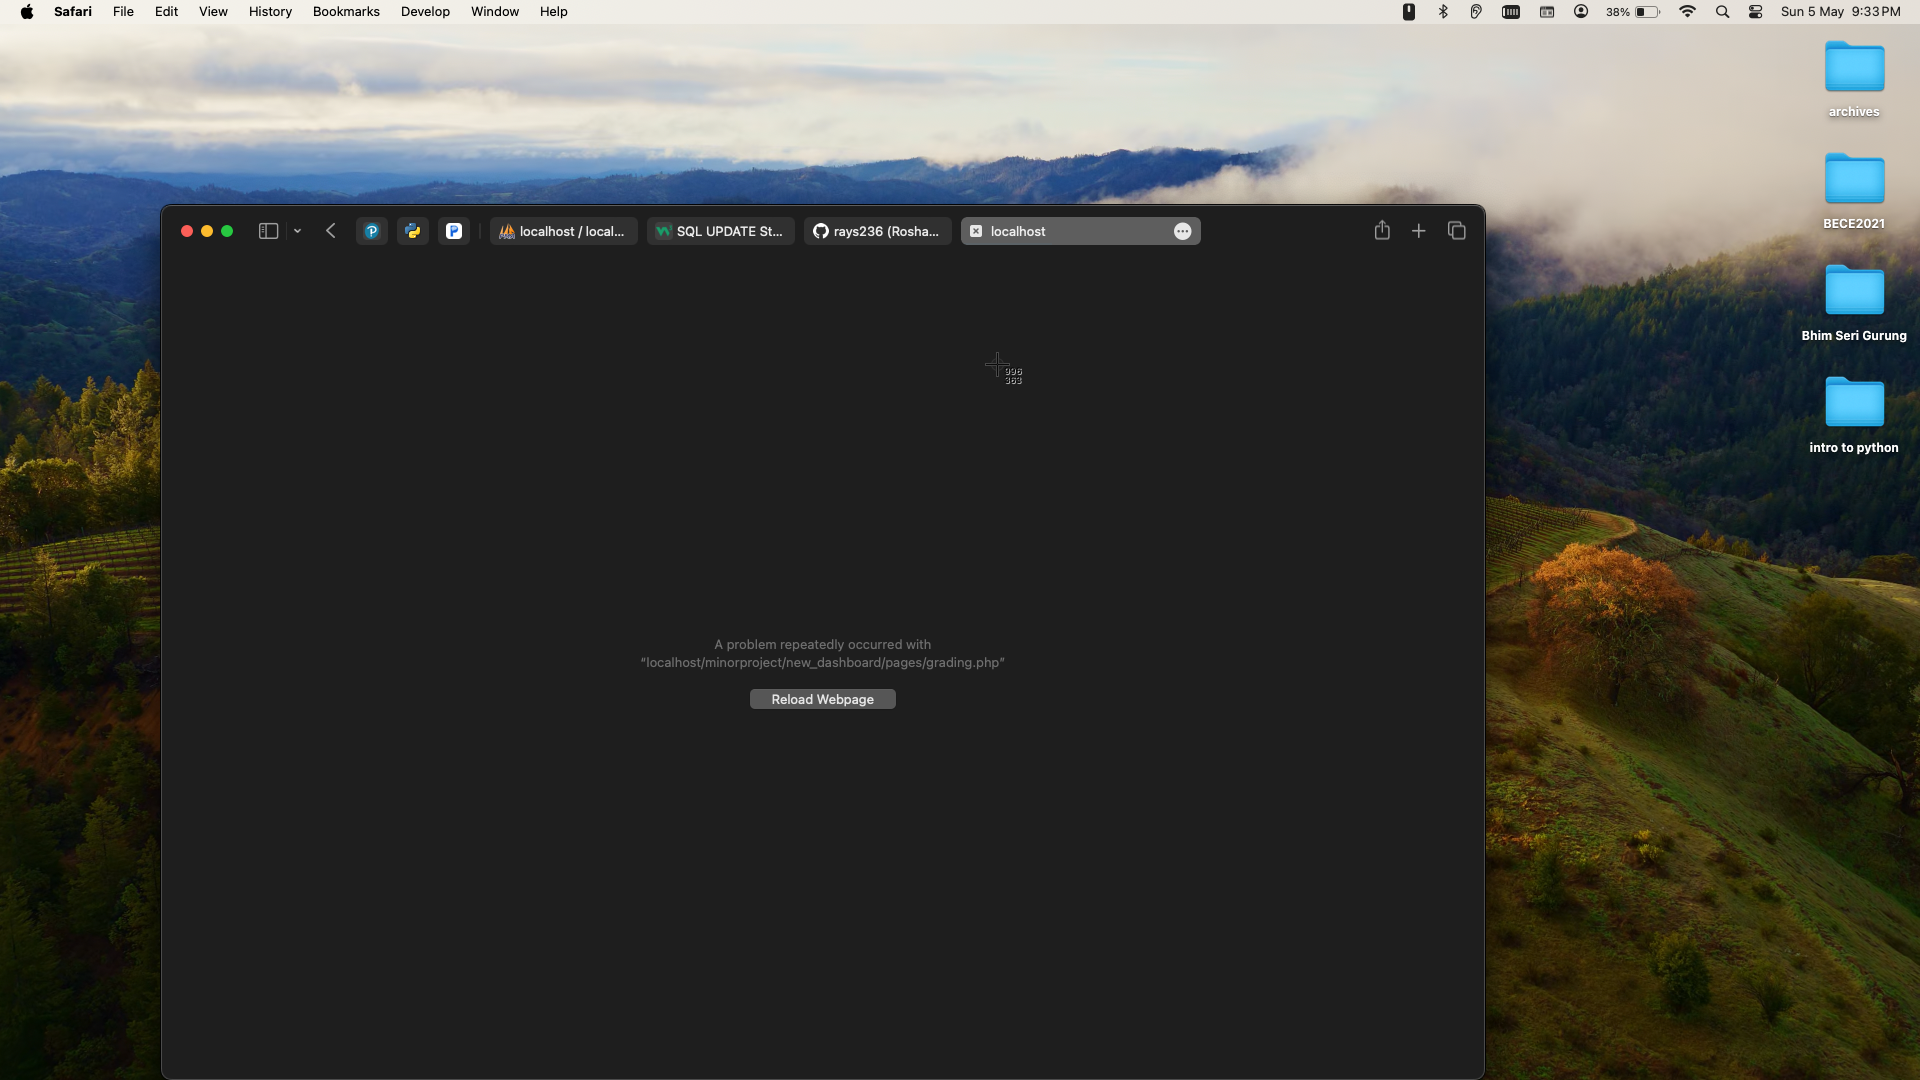 Safari File Edit View History Bookmarks Develop Window Help
38% Sun 5 May 9:33 PM
archives
BECE2021
Bhim Seri Gurung
intro to python
localhost / local... SQL UPDATE St... rays236 (Rosha... localhost
996
363
A problem repeatedly occurred with
“localhost/minorproject/new_dashboard/pages/grading.php”
Reload Webpage